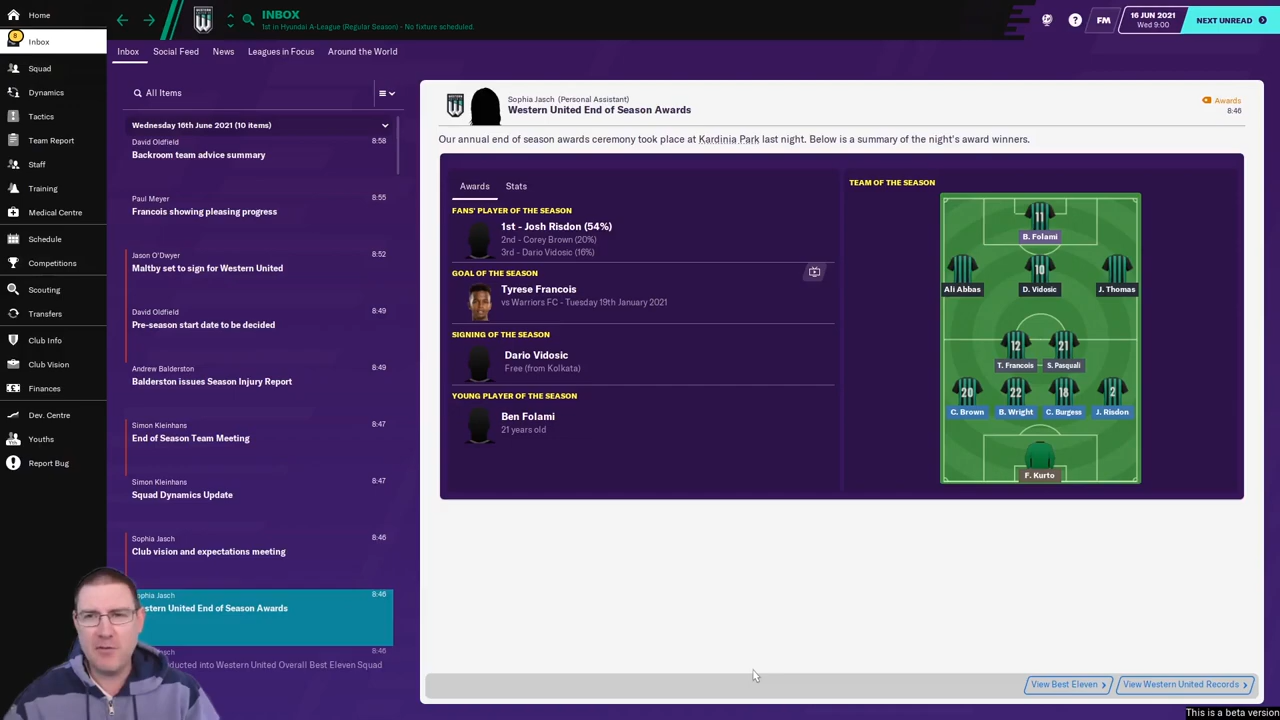 Home
Inbox
8
Squad
Dynamics
Tactics
Team Report
Staff
Training
Medical Centre
Schedule
Competitions
Scouting
Transfers
Club Info
Club Vision
Finances
Dev. Centre
Youths
Report Bug
INBOX
1st in Hyundai A-League (Regular Season) - No fixture scheduled.
?
FM
16 JUN 2021
Wed 9:00
NEXT UNREAD
Inbox
Social Feed
News
Leagues in Focus
Around the World
All Items
Wednesday 16th June 2021 (10 items)
David Oldfield 8:58
Backroom team advice summary
Paul Meyer 8:55
Francois showing pleasing progress
Jason O'Dwyer 8:52
Maltby set to sign for Western United
David Oldfield 8:49
Pre-season start date to be decided
Andrew Balderston 8:49
Balderston issues Season Injury Report
Simon Kleinhans 8:47
End of Season Team Meeting
Simon Kleinhans 8:47
Squad Dynamics Update
Sophia Jasch 8:46
Club vision and expectations meeting
ophia Jasch 8:46
stern United End of Season Awards
8:46
ducted into Western United Overall Best Eleven Squad
Sophia Jasch (Personal Assistant)
Western United End of Season Awards
Awards
8:46
Our annual end of season awards ceremony took place at Kardinia Park last night. Below is a summary of the night's award winners.
Awards
Stats
FANS' PLAYER OF THE SEASON
1st - Josh Risdon (54%)
2nd - Corey Brown (20%)
3rd - Dario Vidosic (16%)
GOAL OF THE SEASON
Tyrese Francois
vs Warriors FC - Tuesday 19th January 2021
SIGNING OF THE SEASON
Dario Vidosic
Free (from Kolkata)
YOUNG PLAYER OF THE SEASON
Ben Folami
21 years old
TEAM OF THE SEASON
11
B. Folami
10
Ali Abbas
D. Vidosic
J. Thomas
12
21
T. Francois
S. Pasquali
20
22
18
2
C. Brown
B. Wright
C. Burgess
J. Risdon
F. Kurto
View Best Eleven
View Western United Records
This is a beta version